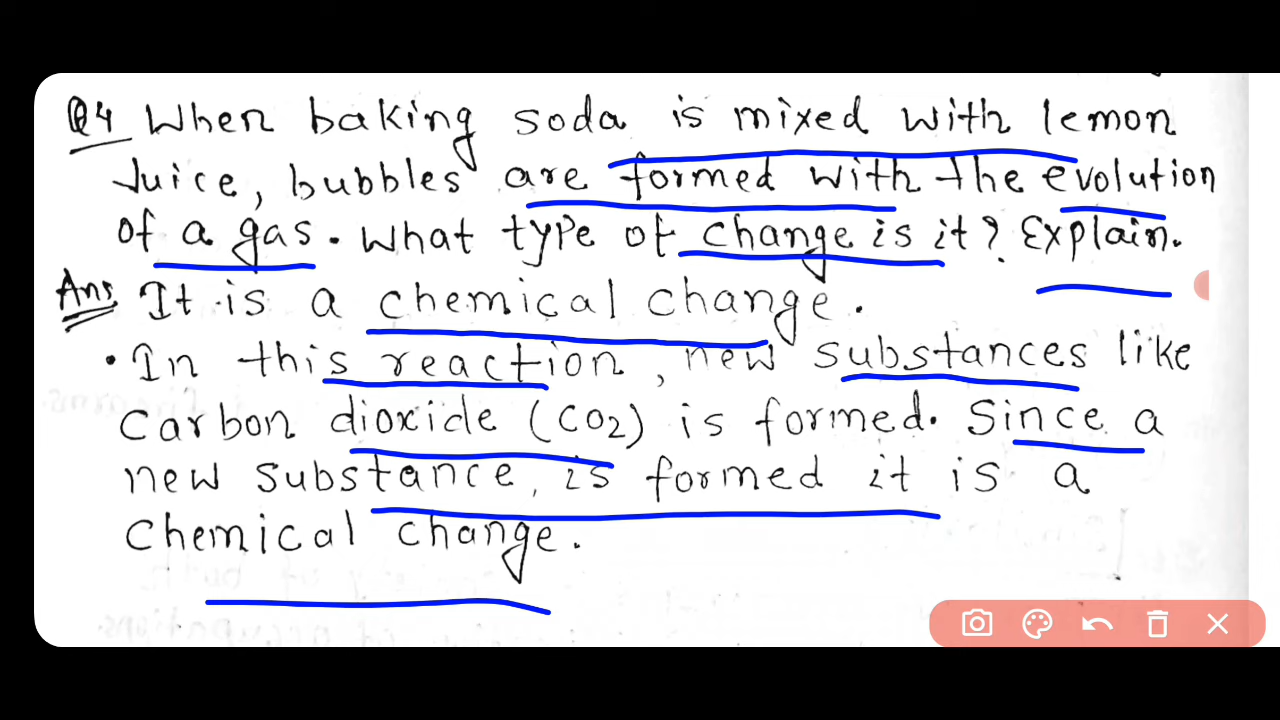 Q4 When baking soda is mixed with lemon
Juice, bubbles are formed with the evolution
of a gas. What type of change is it? Explain.
Ans It is a chemical change.
• In this reaction, new substances like
Carbon dioxide (CO2) is formed. Since a
new substance, is formed it is a
Chemical change.